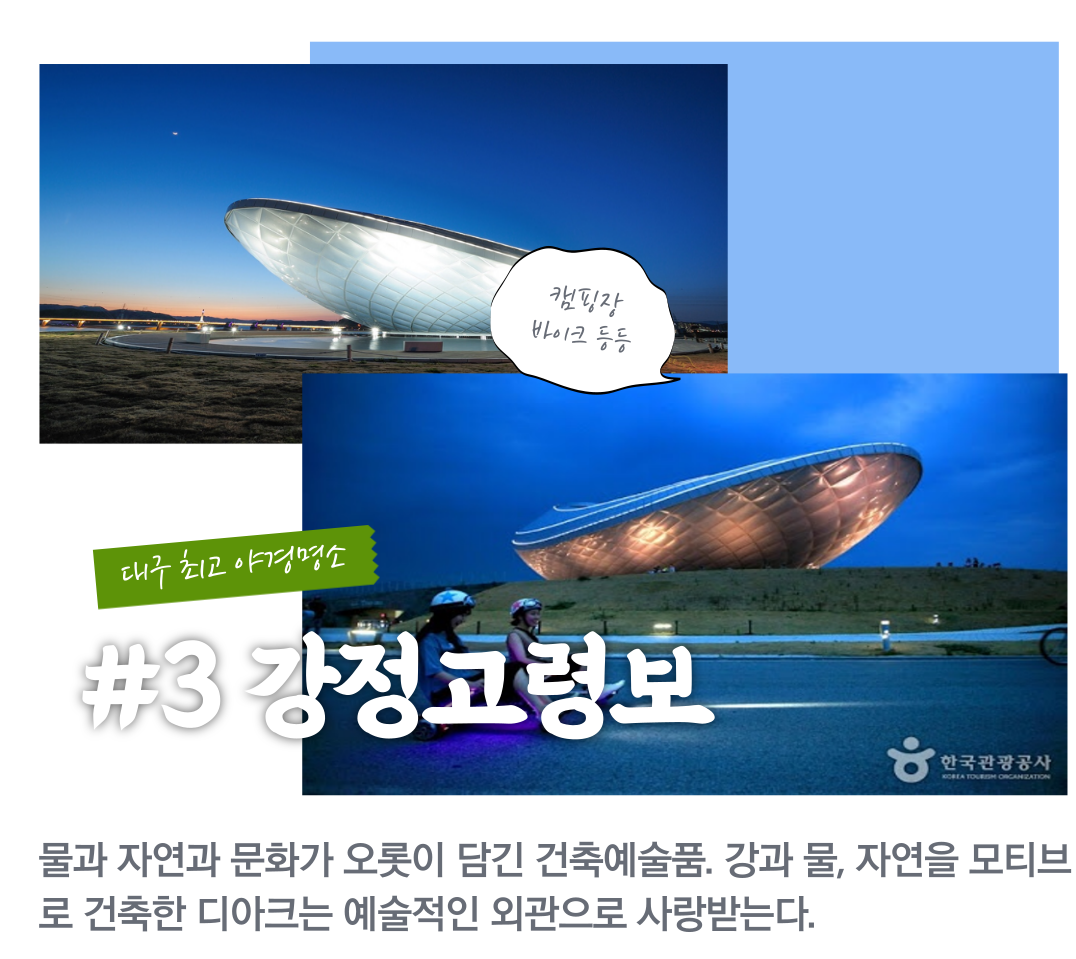 캠핑장
바이크 등등
대구 최고 야경명소
#3 강정고령보
한국관광공사
KOREA TOURISM ORGANIZATION
물과 자연과 문화가 오롯이 담긴 건축예술품. 강과 물, 자연을 모티브
로 건축한 디아크는 예술적인 외관으로 사랑받는다.